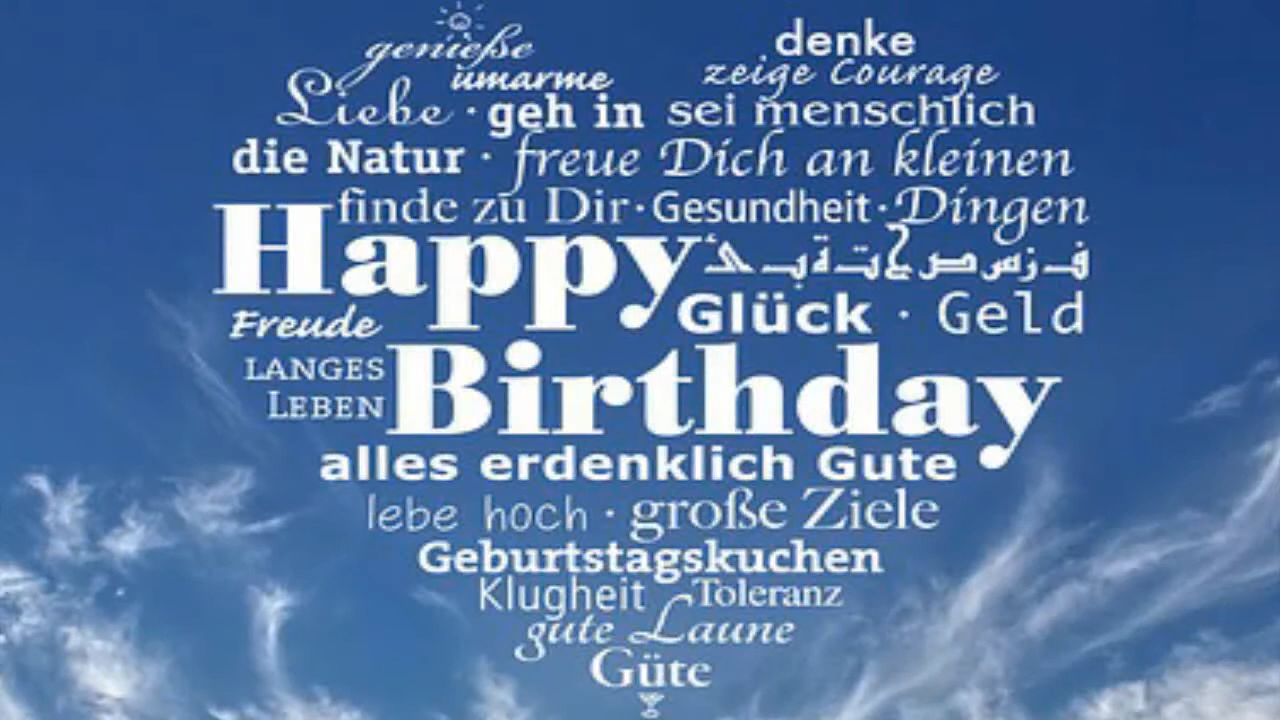 genieße
denke
umarme
zeige Courage
Liebe · geh in sei menschlich
die Natur · freue Dich an kleinen
finde zu Dir · Gesundheit · Dingen
Happy
Glück · Geld
Freude
LANGES
LEBEN
Birthday
alles erdenklich Gute
lebe hoch · große Ziele
Geburtstagskuchen
Klugheit Toleranz
gute Laune
Güte